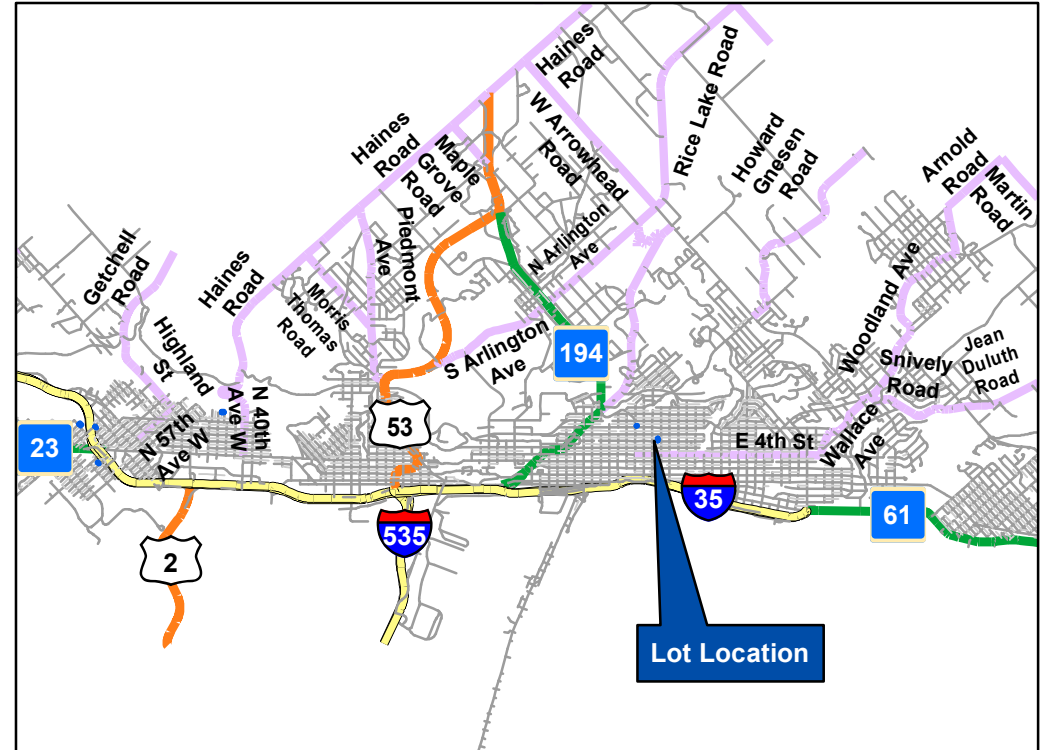 Haines
Road
Rice Lake Road
W Arrowhead
Road
Haines
Road
Maple
Grove
Road
Howard
Gnesen
Road
Arnold
Road
Martin
Road
Piedmont
Ave
N Arlington
Ave
Getchell
Road
Haines
Road
Morris
Thomas
Road
Highland
St
S Arlington
Ave
194
Woodland Ave
Snively
Road
Jean
Duluth
Road
N 40th
Ave W
53
N 57th
Ave W
23
E 4th St
Wallace
Ave
35
61
535
2
Lot Location